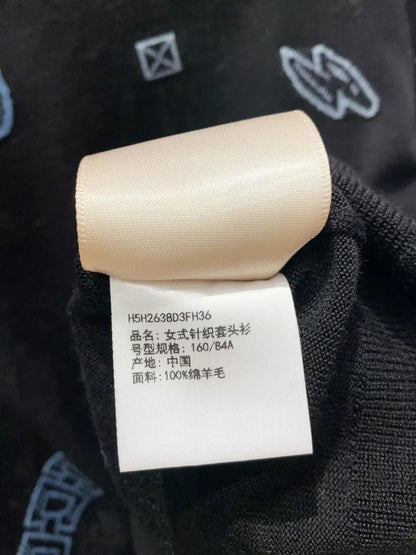 H5H2638D3FH36
品名: 女式针织套头衫
号型规格: 160/84A
产地: 中国
面料: 100%绵羊毛